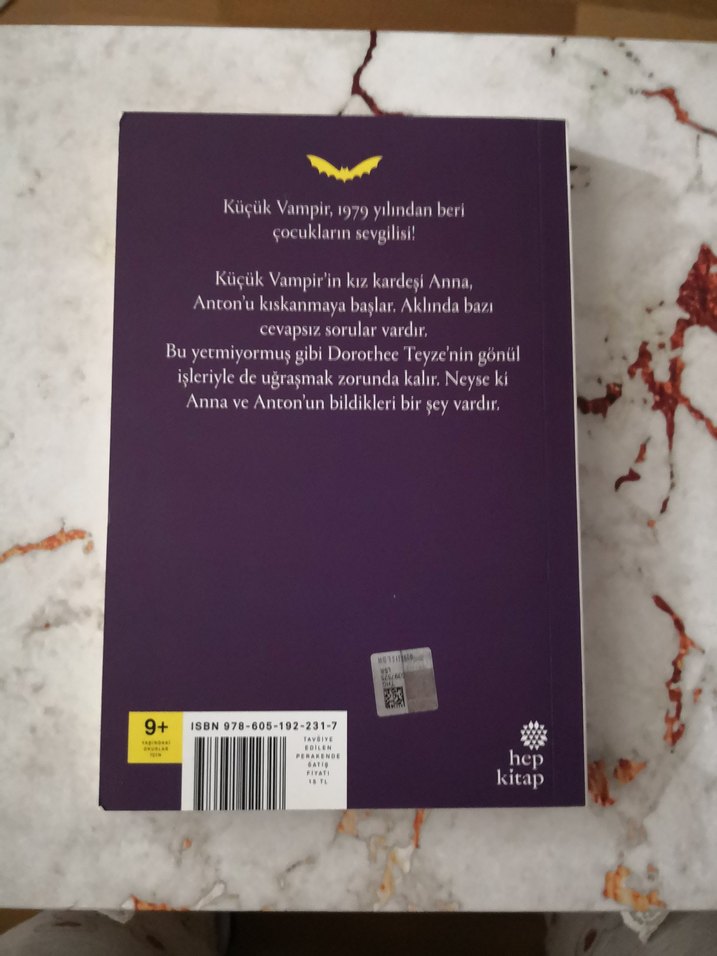 Küçük Vampir, 1979 yılından beri
çocukların sevgilisi!
Küçük Vampir'in kız kardeşi Anna,
Anton'u kıskanmaya başlar. Aklında bazı
cevapsız sorular vardır.
Bu yetmiyormuş gibi Dorothee Teyze'nin gönül
işleriyle de uğraşmak zorunda kalır. Neyse ki
Anna ve Anton'un bildikleri bir şey vardır.
9+
YAŞINDAKİ
ÇOCUKLAR
İÇİN
ISBN 978-605-192-231-7
TAVSİYE
EDİLEN
PERAKENDE
SATIŞ
FİYATI
15 TL
hep
kitap